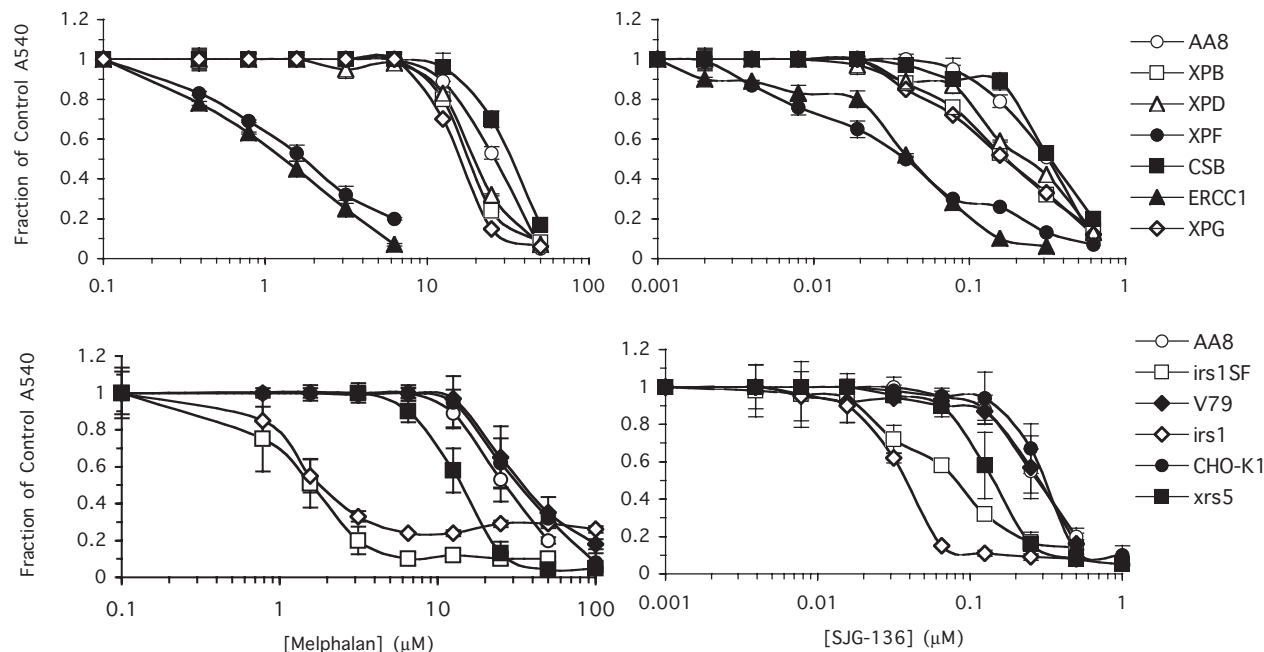 Fraction of Control A540
1.2
1
0.8
0.6
0.4
0.2
0
0.1
1
10
100
1.2
1
0.8
0.6
0.4
0.2
0
0.001
0.01
0.1
1
AA8
XPB
XPD
XPF
CSB
ERCC1
XPG
Fraction of Control A540
1.2
1
0.8
0.6
0.4
0.2
0
0.1
1
10
100
[Melphalan] (µM)
1.2
1
0.8
0.6
0.4
0.2
0
0.001
0.01
0.1
1
[SJG-136] (µM)
AA8
irs1SF
V79
irs1
CHO-K1
xrs5